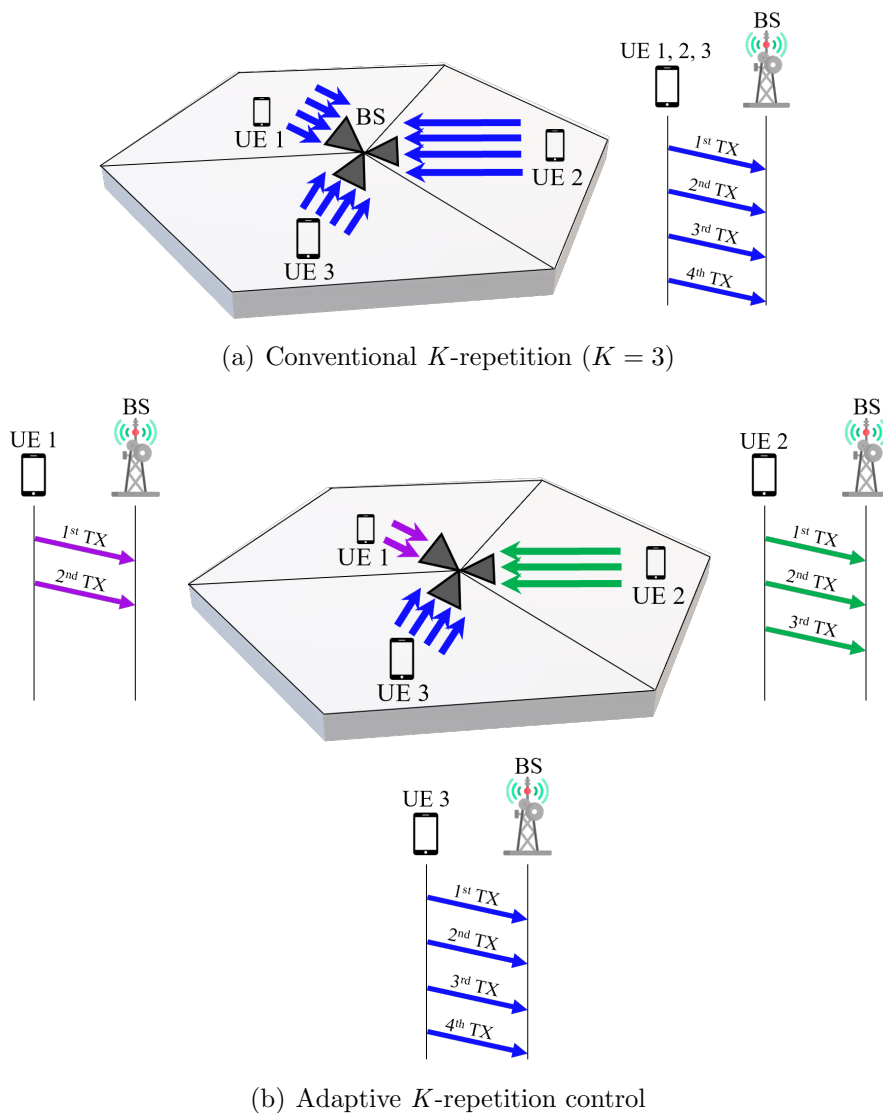 UE 1, 2, 3
BS
UE 1
BS
UE 2
UE 3
1st TX
2nd TX
3rd TX
4th TX
(a) Conventional K-repetition (K = 3)
UE 1
BS
1st TX
2nd TX
UE 1
UE 2
UE 3
UE 2
BS
1st TX
2nd TX
3rd TX
UE 3
BS
1st TX
2nd TX
3rd TX
4th TX
(b) Adaptive K-repetition control